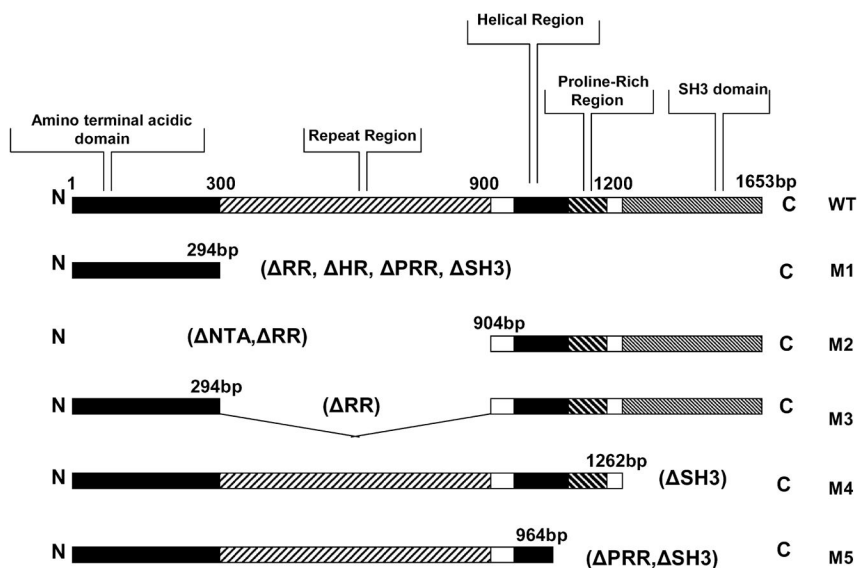 Helical Region
Proline-Rich
Region
SH3 domain
Amino terminal acidic
domain
Repeat Region
N 1 300 900 1200 1653bp C WT
N 294bp (ΔRR, ΔHR, ΔPRR, ΔSH3) C M1
N (ΔNTA,ΔRR) 904bp C M2
N 294bp (ΔRR) C M3
N 1262bp (ΔSH3) C M4
N 964bp (ΔPRR,ΔSH3) C M5